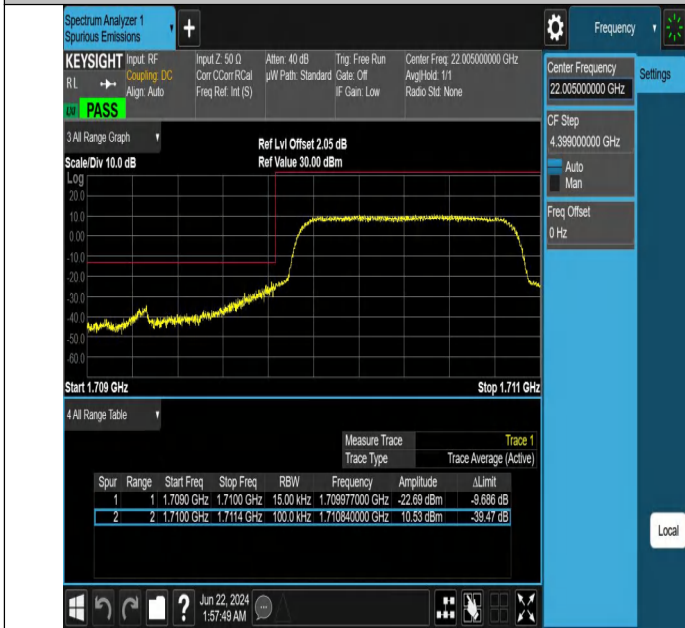 Spectrum Analyzer 1
Spurious Emissions
Frequency
KEYSIGHT
RL
PASS
Input: RF
Coupling: DC
Align: Auto
Input Z: 50 Ω
Corr CCorr RCal
Freq Ref: Int (S)
Atten: 40 dB
µW Path: Standard
Trig: Free Run
Gate: Off
IF Gain: Low
Center Freq: 22.005000000 GHz
Avg|Hold: 1/1
Radio Std: None
Center Frequency
22.005000000 GHz
Settings
CF Step
4.399000000 GHz
Auto
Man
Freq Offset
0 Hz
Local
3 All Range Graph
Scale/Div 10.0 dB
Ref Lvl Offset 2.05 dB
Ref Value 30.00 dBm
Log
20.0
10.0
0.00
-10.0
-20.0
-30.0
-40.0
-50.0
-60.0
Start 1.709 GHz
Stop 1.711 GHz
4 All Range Table
Measure Trace Trace 1
Trace Type Trace Average (Active)
Spur Range Start Freq Stop Freq RBW Frequency Amplitude ΔLimit
1 1 1.7090 GHz 1.7100 GHz 15.00 kHz 1.709977000 GHz -22.69 dBm -9.686 dB
2 2 1.7100 GHz 1.7114 GHz 100.0 kHz 1.710840000 GHz 10.53 dBm -39.47 dB
Jun 22, 2024
1:57:49 AM